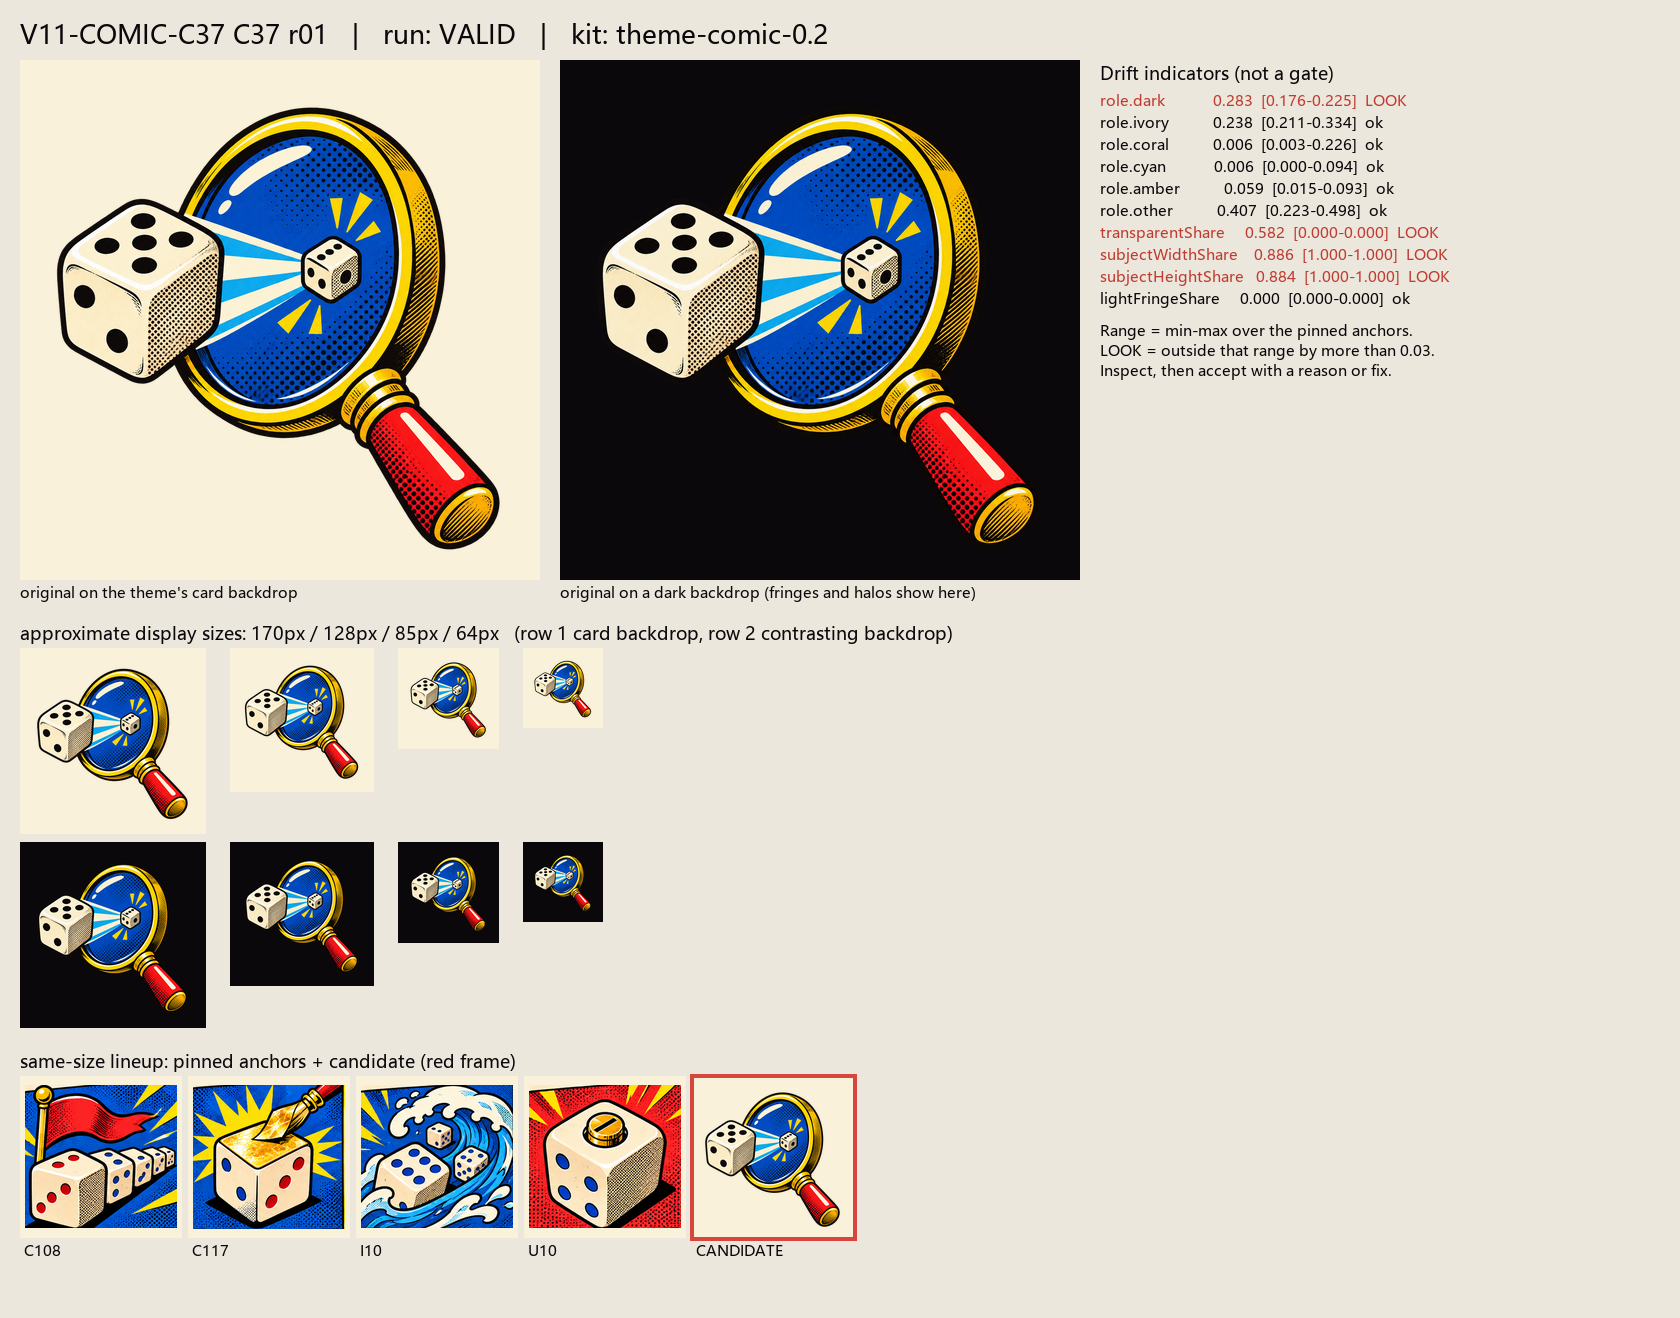 V11-COMIC-C37 C37 r01 | run: VALID | kit: theme-comic-0.2
Drift indicators (not a gate)
role.dark 0.283 [0.176-0.225] LOOK
role.ivory 0.238 [0.211-0.334] ok
role.coral 0.006 [0.003-0.226] ok
role.cyan 0.006 [0.000-0.094] ok
role.amber 0.059 [0.015-0.093] ok
role.other 0.407 [0.223-0.498] ok
transparentShare 0.582 [0.000-0.000] LOOK
subjectWidthShare 0.886 [1.000-1.000] LOOK
subjectHeightShare 0.884 [1.000-1.000] LOOK
lightFringeShare 0.000 [0.000-0.000] ok
Range = min-max over the pinned anchors.
LOOK = outside that range by more than 0.03.
Inspect, then accept with a reason or fix.
original on the theme's card backdrop
original on a dark backdrop (fringes and halos show here)
approximate display sizes: 170px / 128px / 85px / 64px (row 1 card backdrop, row 2 contrasting backdrop)
same-size lineup: pinned anchors + candidate (red frame)
C108
C117
I10
U10
CANDIDATE